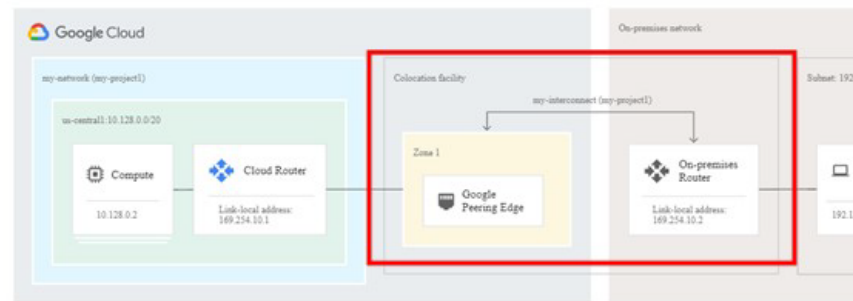 Google Cloud
On-premises network
my-network (my-project1)
Colocation facility
Subnet: 192
my-interconnect (my-project1)
us-central1:10.128.0.0/20
Zone 1
Compute
Cloud Router
On-premises
Router
Google
Peering Edge
10.128.0.2
Link-local address:
169.254.10.1
Link-local address:
169.254.10.2
192.1